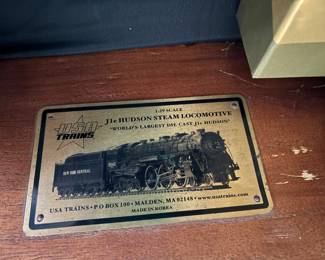 1:29 SCALE
J1e HUDSON STEAM LOCOMOTIVE
USA
TRAINS
"WORLD'S LARGEST DIE CAST J1e HUDSON"
NEW YORK CENTRAL
USA TRAINS • P O BOX 100 • MALDEN, MA 02148 • www.usatrains.com
MADE IN KOREA